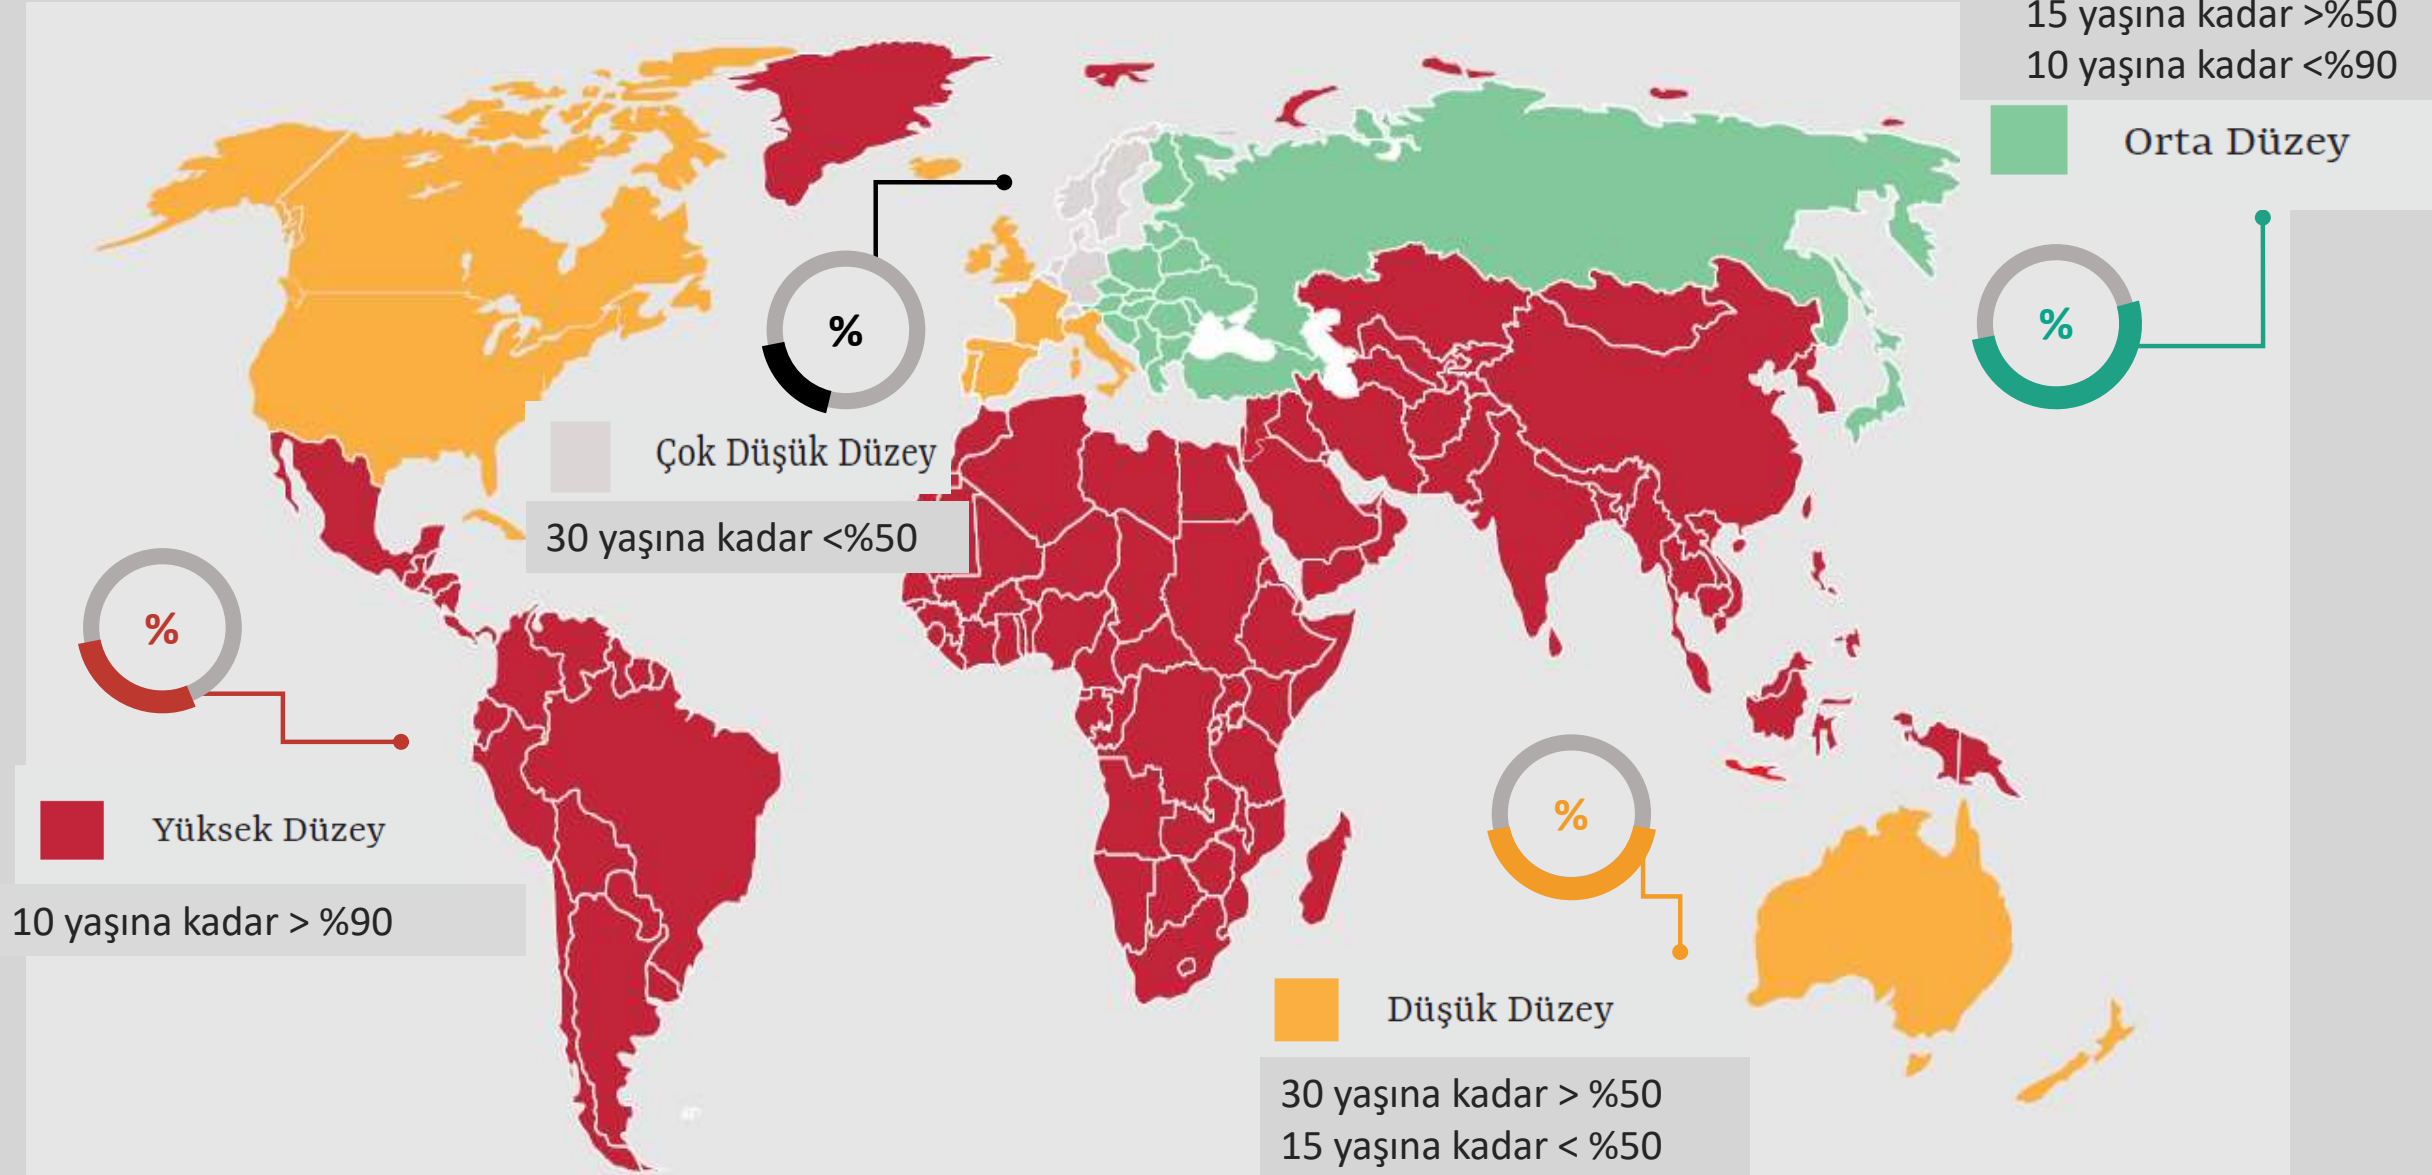 15 yaşına kadar >%50
10 yaşına kadar <%90
Orta Düzey
%
%
Çok Düşük Düzey
30 yaşına kadar <%50
%
Yüksek Düzey
10 yaşına kadar > %90
%
Düşük Düzey
30 yaşına kadar > %50
15 yaşına kadar < %50